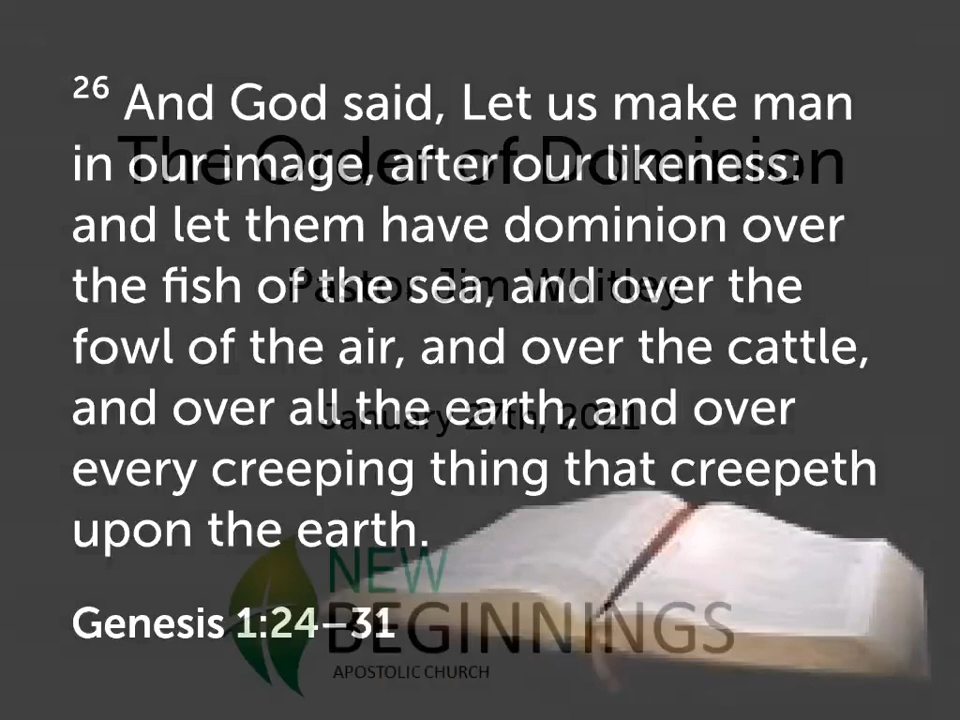 26 And God said, Let us make man
in our image, after our likeness:
and let them have dominion over
the fish of the sea, and over the
fowl of the air, and over the cattle,
and over all the earth, and over
every creeping thing that creepeth
upon the earth.
Genesis 1:24–31
The Order of Dominion
Pastor Jim Whitley
January 27th, 2021
NEW
BEGINNINGS
APOSTOLIC CHURCH